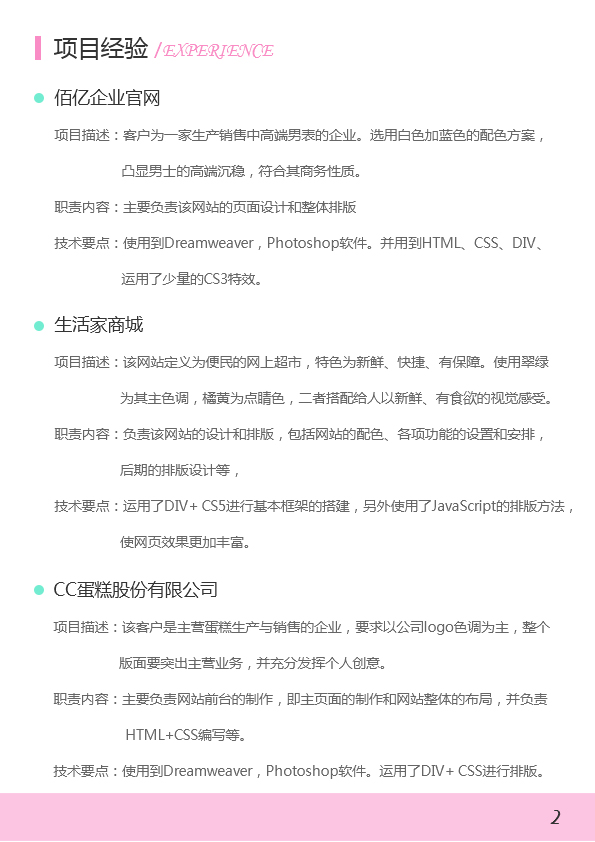 项目经验 /EXPERIENCE
佰亿企业官网
项目描述：客户为一家生产销售中高端男表的企业。选用白色加蓝色的配色方案，
凸显男士的高端沉稳，符合其商务性质。
职责内容：主要负责该网站的页面设计和整体排版
技术要点：使用到Dreamweaver，Photoshop软件。并用到HTML、CSS、DIV、
运用了少量的CS3特效。
生活家商城
项目描述：该网站定义为便民的网上超市，特色为新鲜、快捷、有保障。使用翠绿
为其主色调，橘黄为点睛色，二者搭配给人以新鲜、有食欲的视觉感受。
职责内容：负责该网站的设计和排版，包括网站的配色、各项功能的设置和安排，
后期的排版设计等，
技术要点：运用了DIV+ CS5进行基本框架的搭建，另外使用了JavaScript的排版方法，
使网页效果更加丰富。
CC蛋糕股份有限公司
项目描述：该客户是主营蛋糕生产与销售的企业，要求以公司logo色调为主，整个
版面要突出主营业务，并充分发挥个人创意。
职责内容：主要负责网站前台的制作，即主页面的制作和网站整体的布局，并负责
HTML+CSS编写等。
技术要点：使用到Dreamweaver，Photoshop软件。运用了DIV+ CSS进行排版。
2